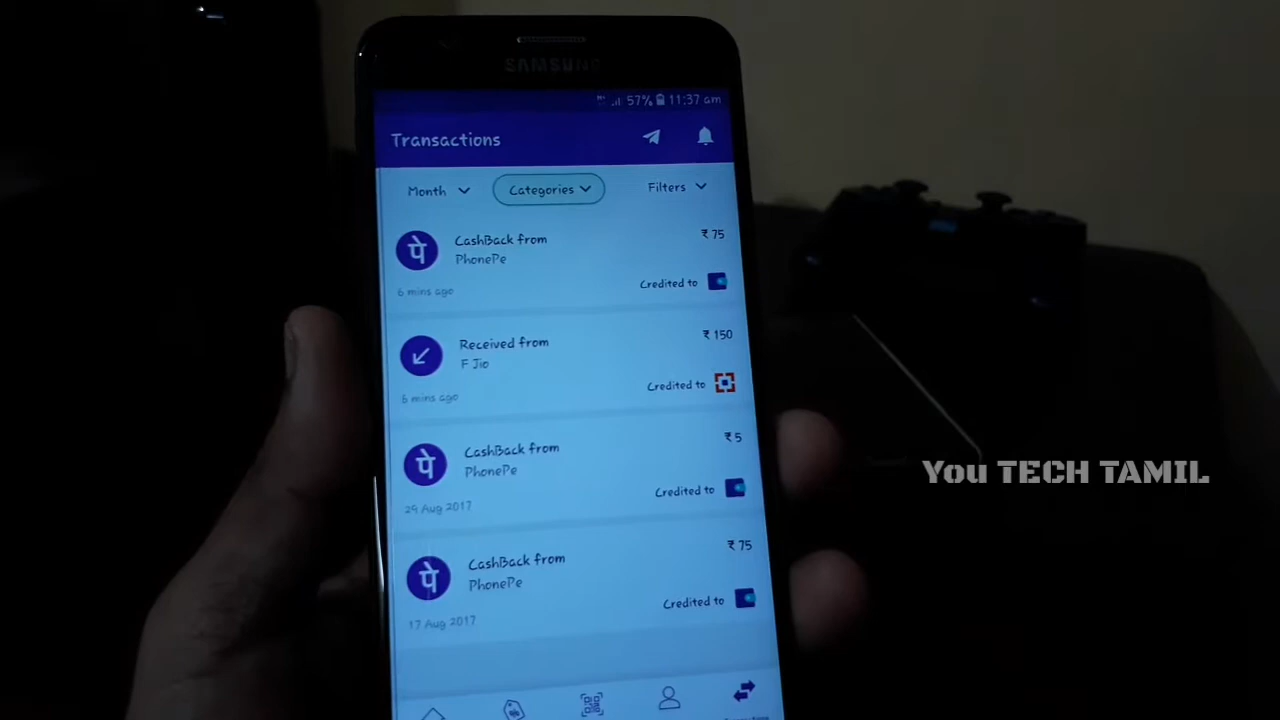 SAMSUNG
57% 11:37 am
Transactions
Month Categories Filters
पे CashBack from ₹ 75
PhonePe
6 mins ago Credited to
Received from ₹ 150
F Jio
6 mins ago Credited to
पे CashBack from ₹ 5
PhonePe
29 Aug 2017 Credited to
पे CashBack from ₹ 75
PhonePe
17 Aug 2017 Credited to
You TECH TAMIL